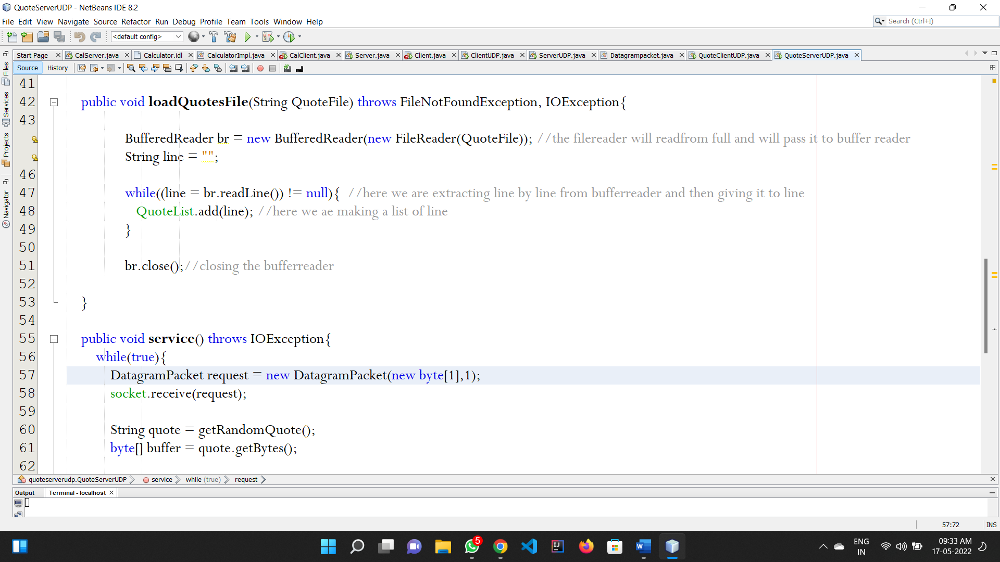 QuoteServerUDP - NetBeans IDE 8.2
File Edit View Navigate Source Refactor Run Debug Profile Team Tools Window Help
Search (Ctrl+I)
<default config>
Start Page CalServer.java Calculator.idl CalculatorImpl.java CalClient.java Server.java Client.java ClientUDP.java ServerUDP.java Datagrampacket.java QuoteClientUDP.java QuoteServerUDP.java
Source History
Files
Services
Projects
Navigator
41
42 public void loadQuotesFile(String QuoteFile) throws FileNotFoundException, IOException{
43
BufferedReader br = new BufferedReader(new FileReader(QuoteFile)); //the filereader will readfrom full and will pass it to buffer reader
String line = "";
46
47 while((line = br.readLine()) != null){ //here we are extracting line by line from bufferreader and then giving it to line
48 QuoteList.add(line); //here we ae making a list of line
49 }
50
51 br.close();//closing the bufferreader
52
53 }
54
55 public void service() throws IOException{
56 while(true){
57 DatagramPacket request = new DatagramPacket(new byte[1],1);
58 socket.receive(request);
59
60 String quote = getRandomQuote();
61 byte[] buffer = quote.getBytes();
62
quoteserverudp.QuoteServerUDP service while (true) request
Output Terminal - localhost
57:72 INS
5
ENG
IN
09:33 AM
17-05-2022